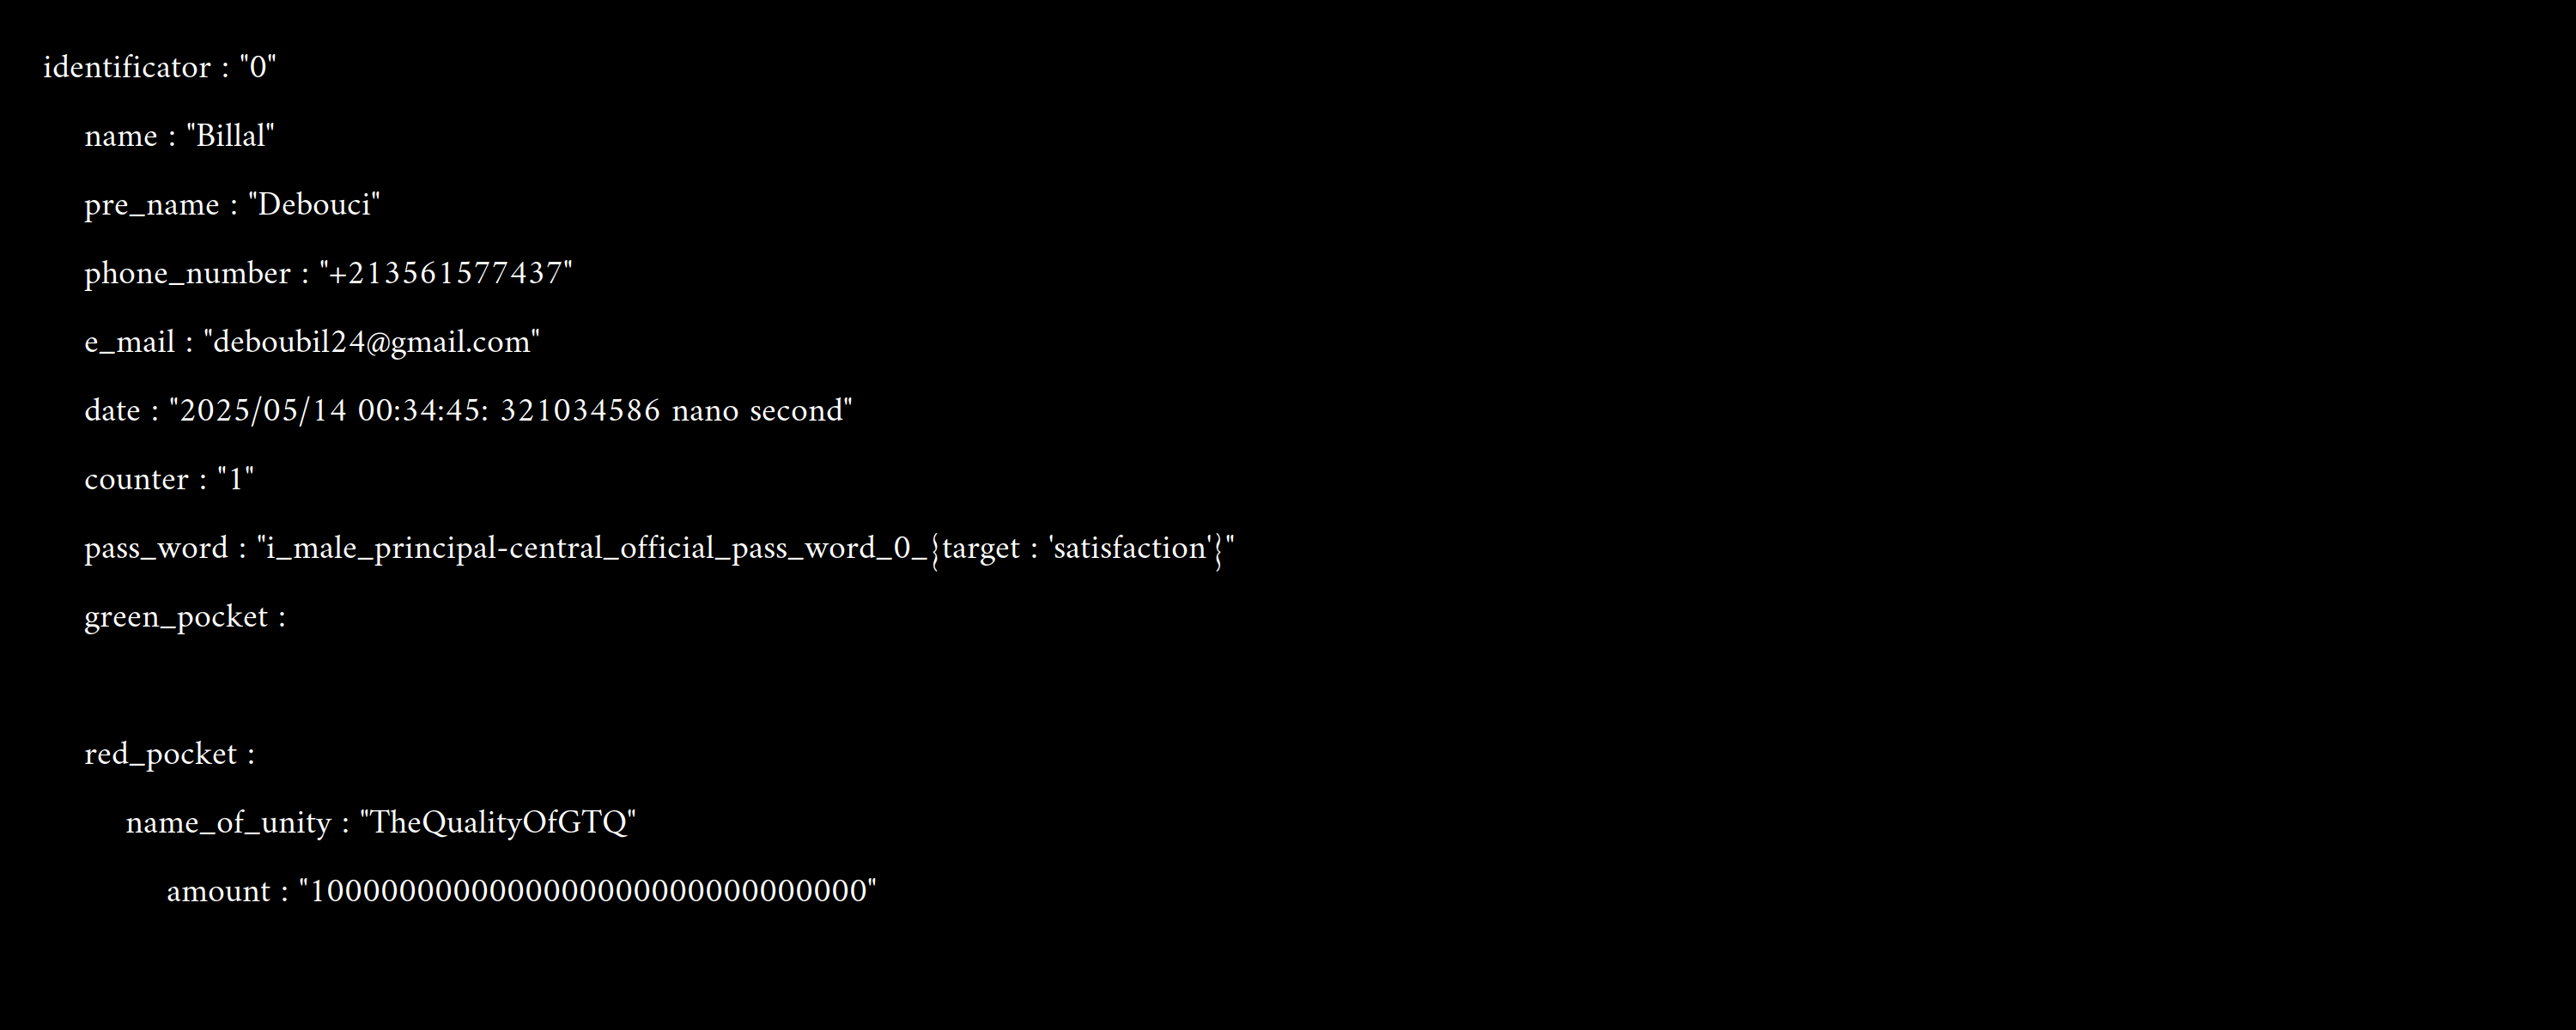 identificator : "0"
name : "Billal"
pre_name : "Debouci"
phone_number : "+213561577437"
e_mail : "deboubil24@gmail.com"
date : "2025/05/14 00:34:45: 321034586 nano second"
counter : "1"
pass_word : "i_male_principal-central_official_pass_word_0_{target : 'satisfaction'}"
green_pocket :
red_pocket :
name_of_unity : "TheQualityOfGTQ"
amount : "1000000000000000000000000000000"